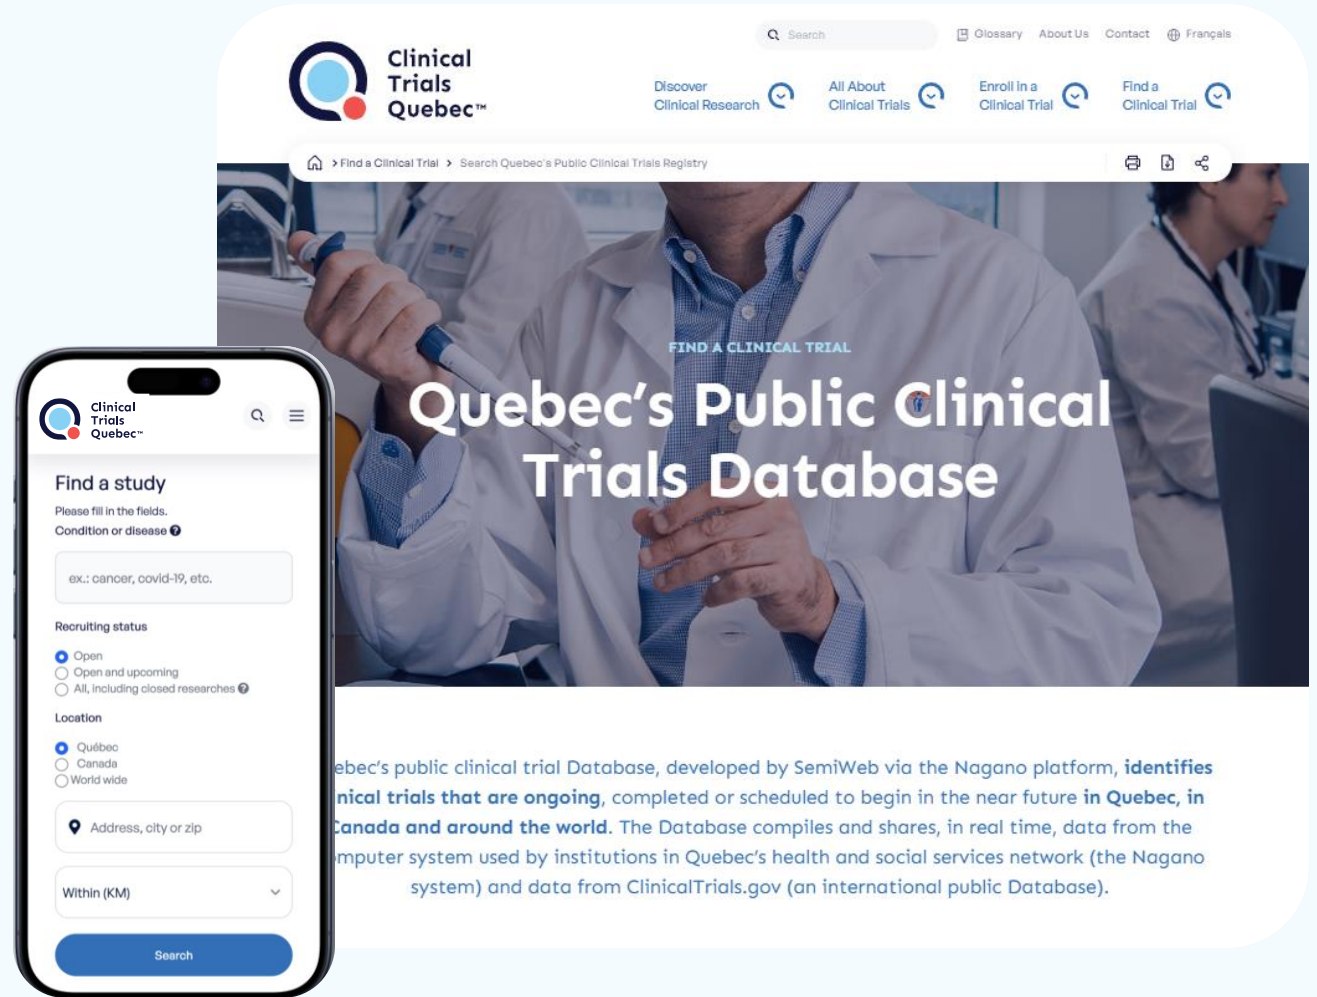 Search
Glossary
About Us
Contact
Français
Clinical
Trials
Quebec™
Discover
Clinical Research
All About
Clinical Trials
Enroll in a
Clinical Trial
Find a
Clinical Trial
> Find a Clinical Trial > Search Quebec's Public Clinical Trials Registry
FIND A CLINICAL TRIAL
Quebec's Public Clinical
Trials Database
ebec's public clinical trial Database, developed by SemiWeb via the Nagano platform, identifies
nical trials that are ongoing, completed or scheduled to begin in the near future in Quebec, in
Canada and around the world. The Database compiles and shares, in real time, data from the
mputer system used by institutions in Quebec's health and social services network (the Nagano
system) and data from ClinicalTrials.gov (an international public Database).
Clinical
Trials
Quebec™
Find a study
Please fill in the fields.
Condition or disease ?
ex.: cancer, covid-19, etc.
Recruiting status
Open
Open and upcoming
All, including closed researches ?
Location
Québec
Canada
World wide
Address, city or zip
Within (KM)
Search